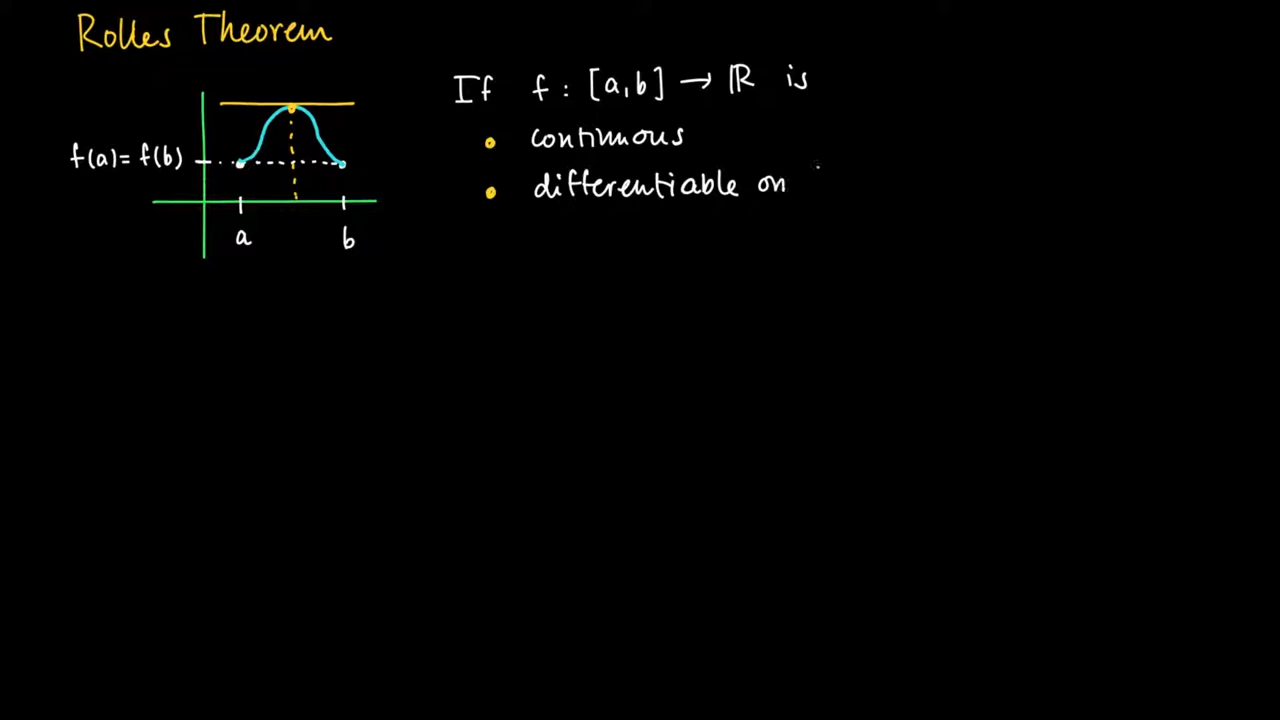 Rolles Theorem
If f : [a,b] → ℝ is
• continuous
f(a)= f(b)
• differentiable on
a b